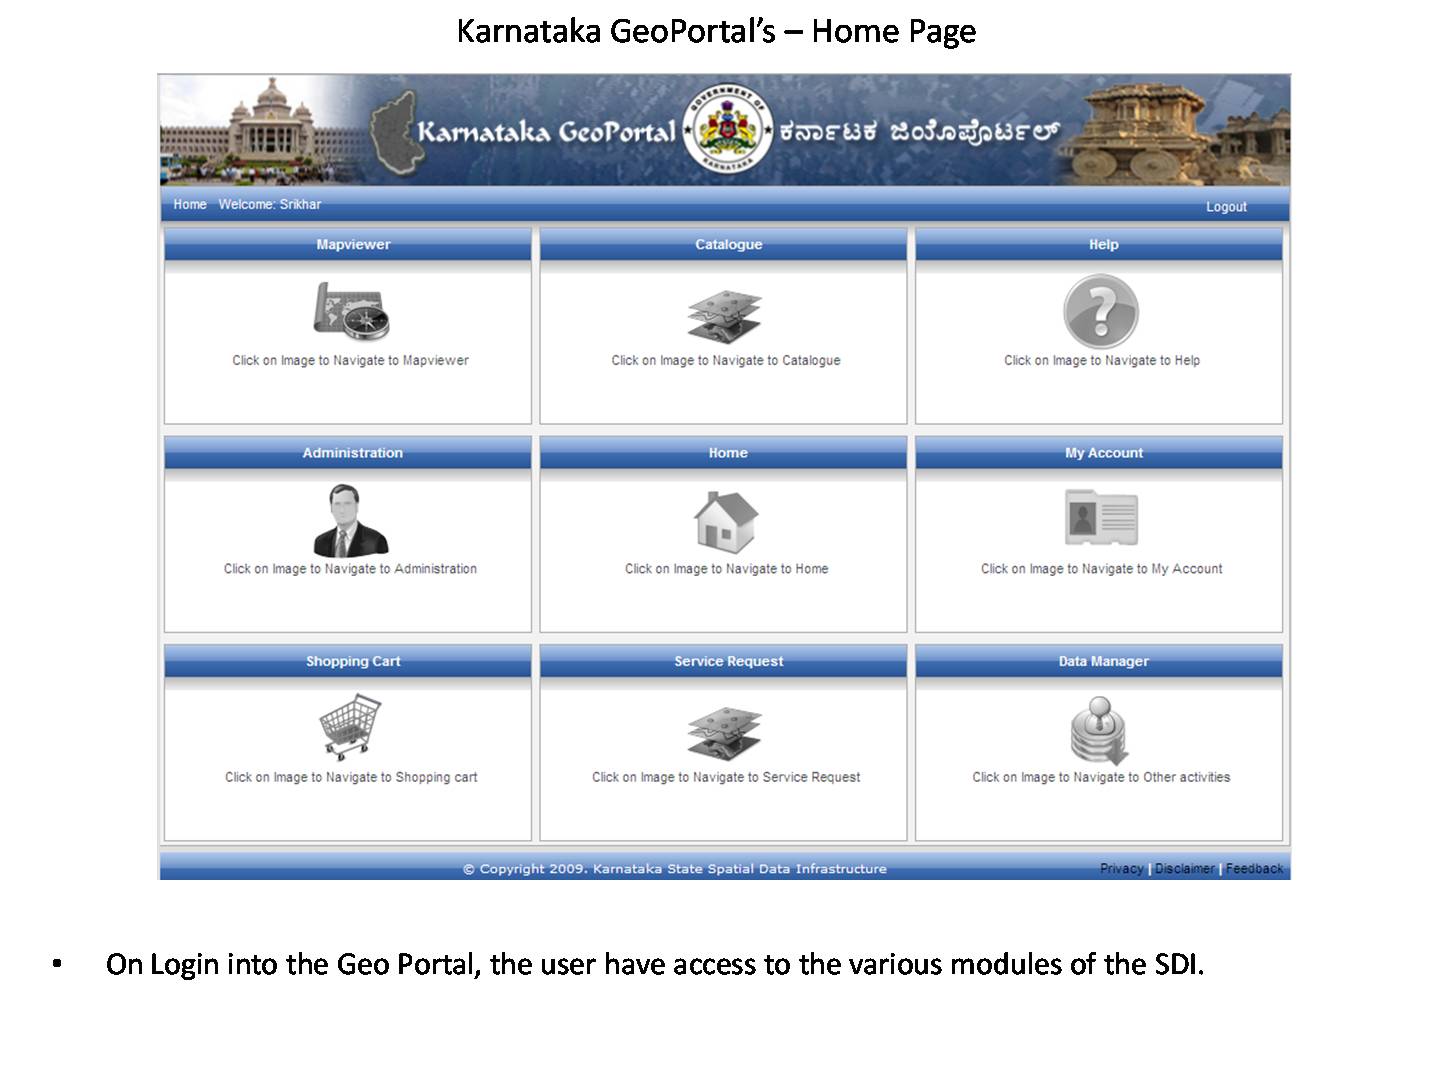 Karnataka GeoPortal’s – Home Page
Karnataka GeoPortal
GOVERNMENT OF KARNATAKA
ಕರ್ನಾಟಕ ಜಿಯೊಪೊರ್ಟಲ್
Home Welcome: Srikhar Logout
Mapviewer Catalogue Help
Click on Image to Navigate to Mapviewer Click on Image to Navigate to Catalogue Click on Image to Navigate to Help
Administration Home My Account
Click on Image to Navigate to Administration Click on Image to Navigate to Home Click on Image to Navigate to My Account
Shopping Cart Service Request Data Manager
Click on Image to Navigate to Shopping cart Click on Image to Navigate to Service Request Click on Image to Navigate to Other activities
© Copyright 2009. Karnataka State Spatial Data Infrastructure Privacy | Disclaimer | Feedback
• On Login into the Geo Portal, the user have access to the various modules of the SDI.